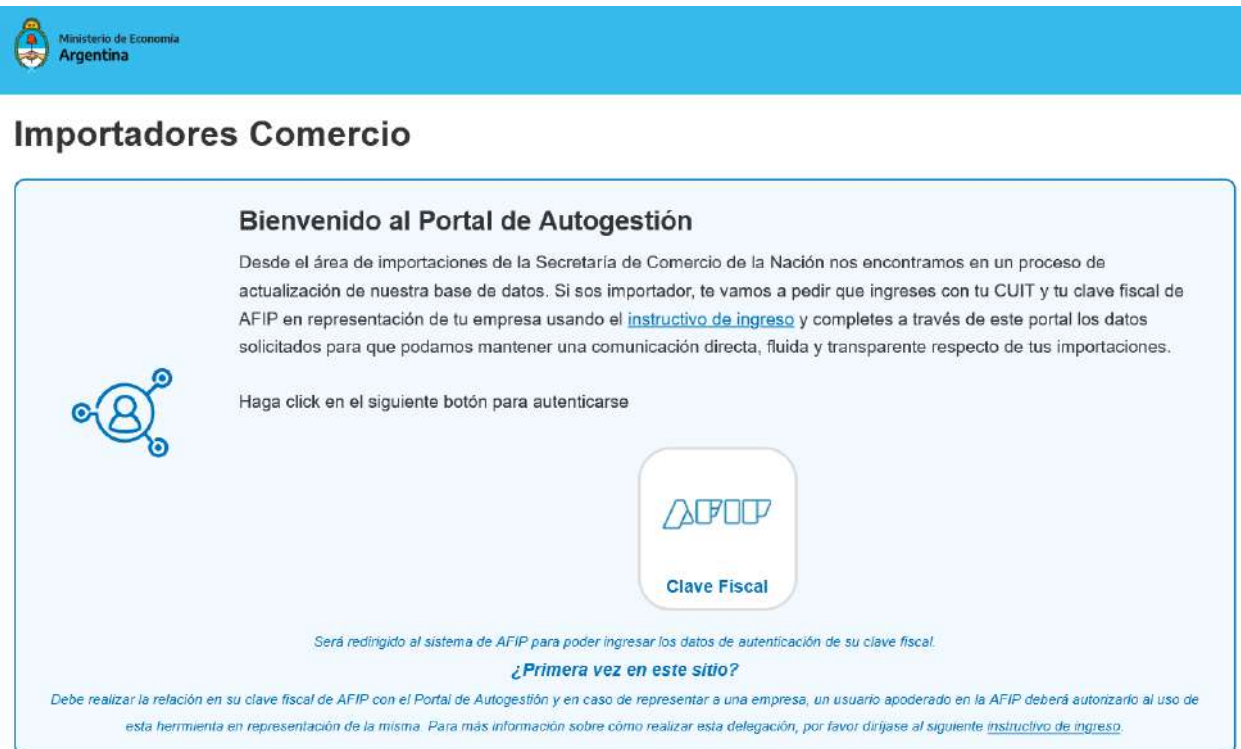 Ministerio de Economía
Argentina
Importadores Comercio
Bienvenido al Portal de Autogestión
Desde el área de importaciones de la Secretaría de Comercio de la Nación nos encontramos en un proceso de
actualización de nuestra base de datos. Si sos importador, te vamos a pedir que ingreses con tu CUIT y tu clave fiscal de
AFIP en representación de tu empresa usando el instructivo de ingreso y completes a través de este portal los datos
solicitados para que podamos mantener una comunicación directa, fluida y transparente respecto de tus importaciones.
Haga click en el siguiente botón para autenticarse
AFIP
Clave Fiscal
Será redirigido al sistema de AFIP para poder ingresar los datos de autenticación de su clave fiscal.
¿Primera vez en este sitio?
Debe realizar la relación en su clave fiscal de AFIP con el Portal de Autogestión y en caso de representar a una empresa, un usuario apoderado en la AFIP deberá autorizarlo al uso de
esta herrmienta en representación de la misma. Para más información sobre cómo realizar esta delegación, por favor diríjase al siguiente instructivo de ingreso.